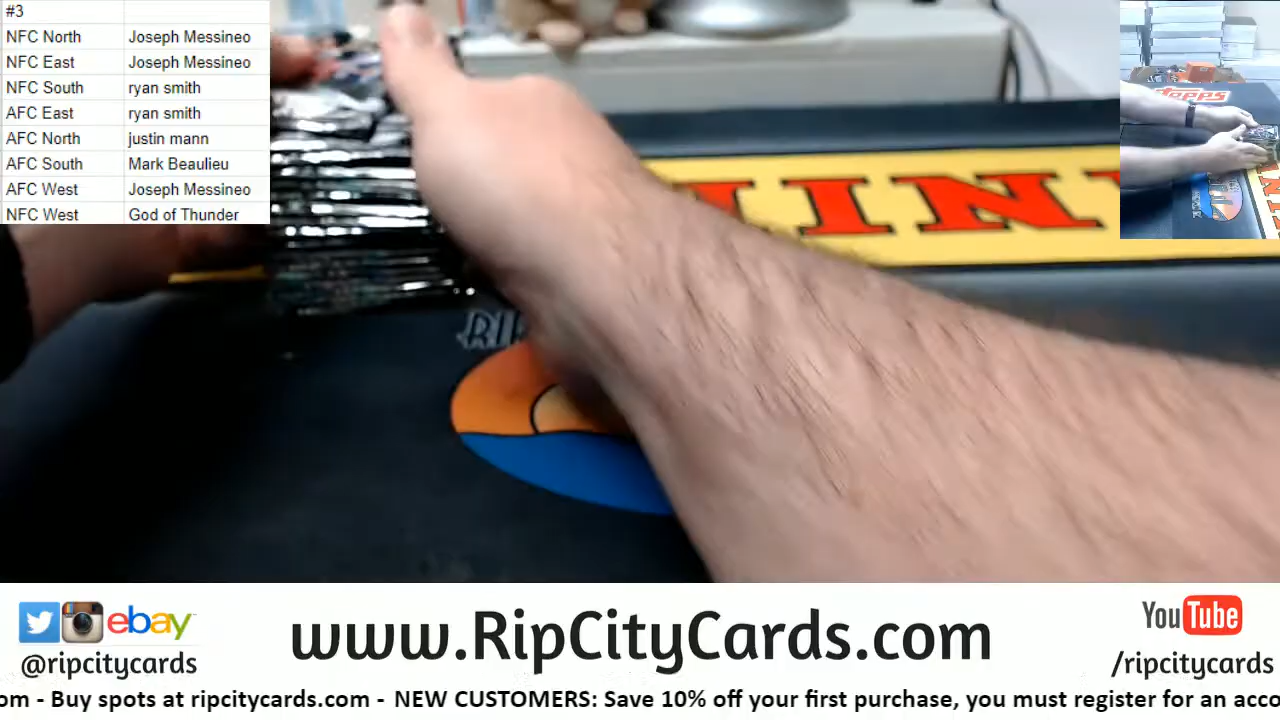 #3
NFC North Joseph Messineo
NFC East Joseph Messineo
NFC South ryan smith
AFC East ryan smith
AFC North justin mann
AFC South Mark Beaulieu
AFC West Joseph Messineo
NFC West God of Thunder
topps
RIP
ebay
@ripcitycards
www.RipCityCards.com
YouTube
/ripcitycards
om - Buy spots at ripcitycards.com - NEW CUSTOMERS: Save 10% off your first purchase, you must register for an acco